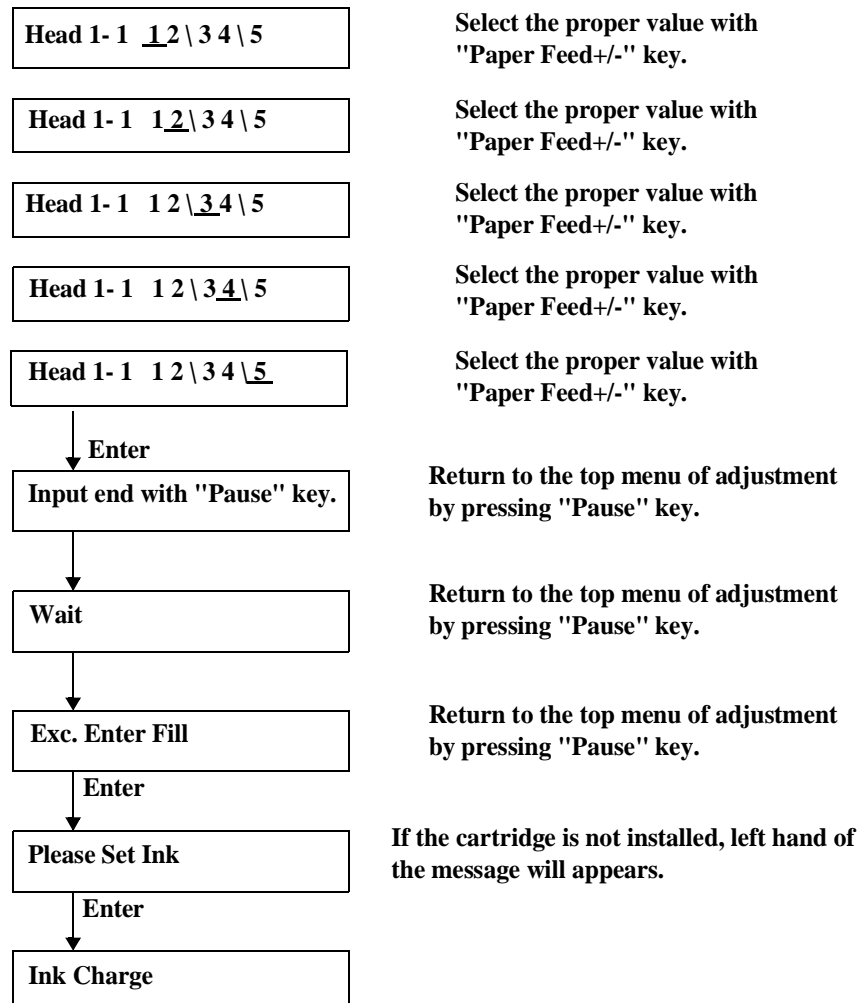 Head 1- 1 1 2 \ 3 4 \ 5
Select the proper value with
"Paper Feed+/-" key.
Head 1- 1 1 2 \ 3 4 \ 5
Select the proper value with
"Paper Feed+/-" key.
Head 1- 1 1 2 \ 3 4 \ 5
Select the proper value with
"Paper Feed+/-" key.
Head 1- 1 1 2 \ 3 4 \ 5
Select the proper value with
"Paper Feed+/-" key.
Head 1- 1 1 2 \ 3 4 \ 5
Select the proper value with
"Paper Feed+/-" key.
Enter
Input end with "Pause" key.
Return to the top menu of adjustment
by pressing "Pause" key.
Wait
Return to the top menu of adjustment
by pressing "Pause" key.
Exc. Enter Fill
Return to the top menu of adjustment
by pressing "Pause" key.
Enter
Please Set Ink
If the cartridge is not installed, left hand of
the message will appears.
Enter
Ink Charge